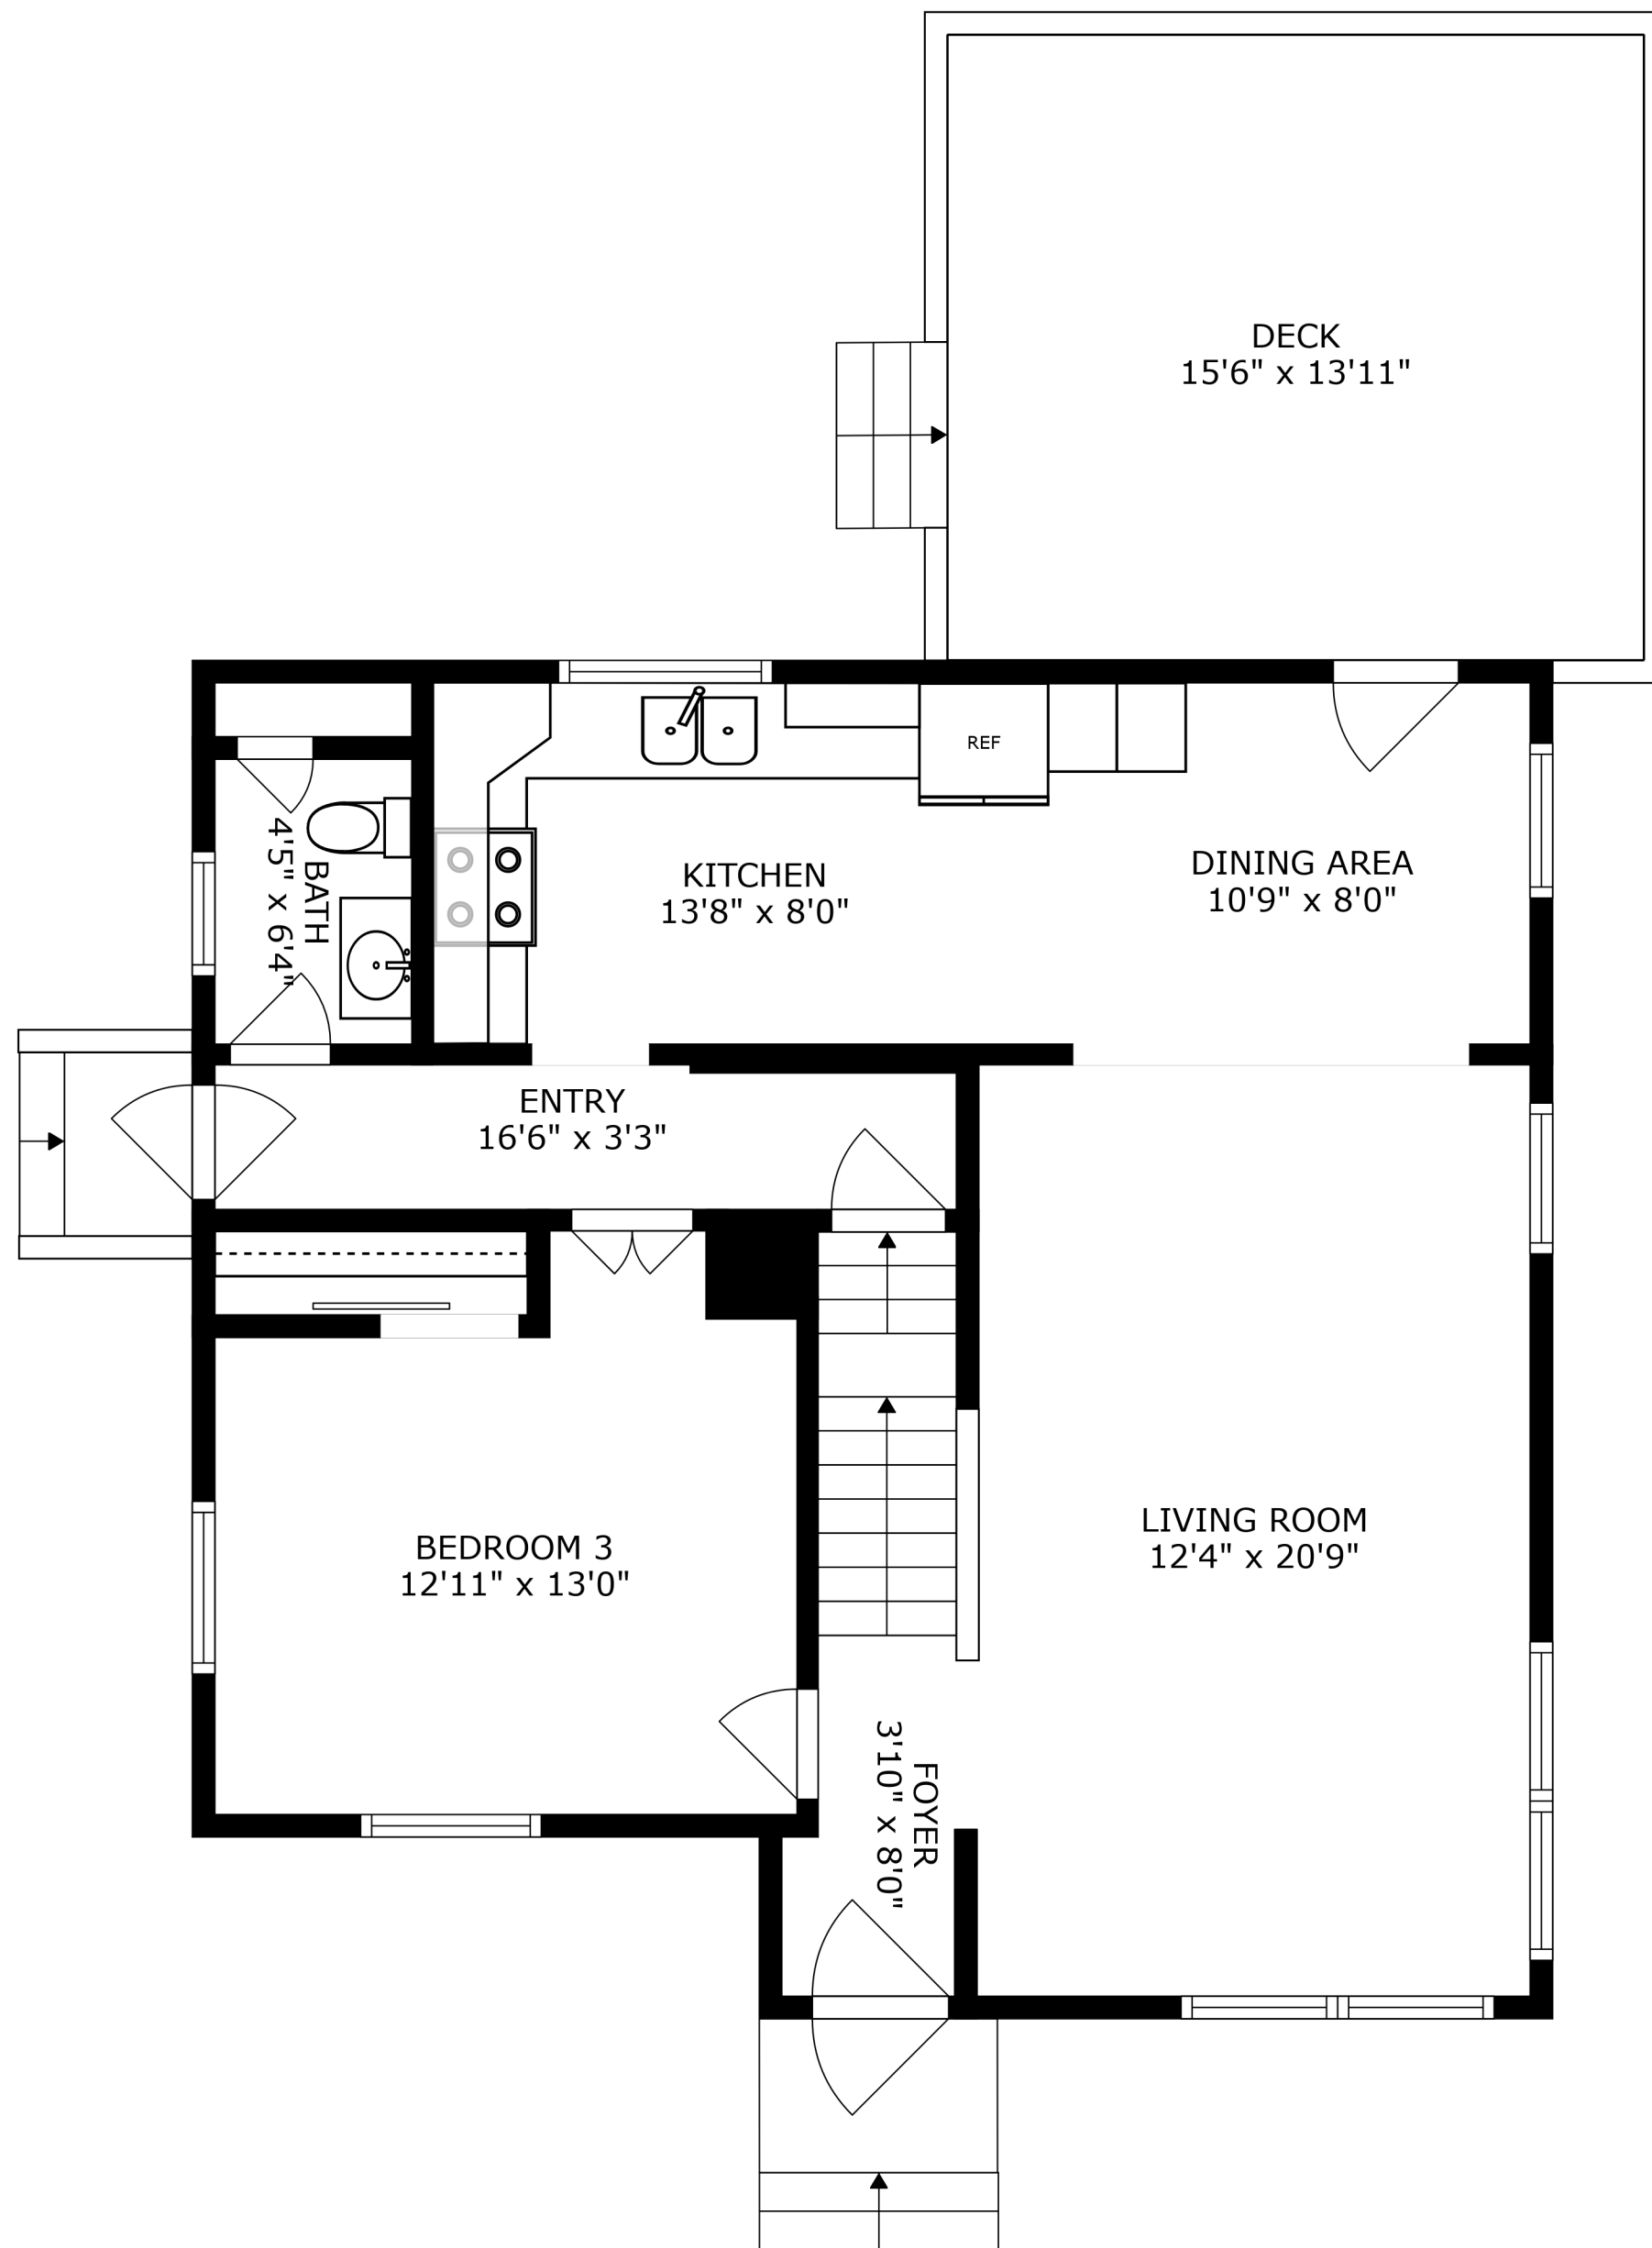 DECK
15'6" x 13'11"
REF
KITCHEN
13'8" x 8'0"
DINING AREA
10'9" x 8'0"
BATH
4'5" x 6'4"
ENTRY
16'6" x 3'3"
BEDROOM 3
12'11" x 13'0"
LIVING ROOM
12'4" x 20'9"
FOYER
3'10" x 8'0"